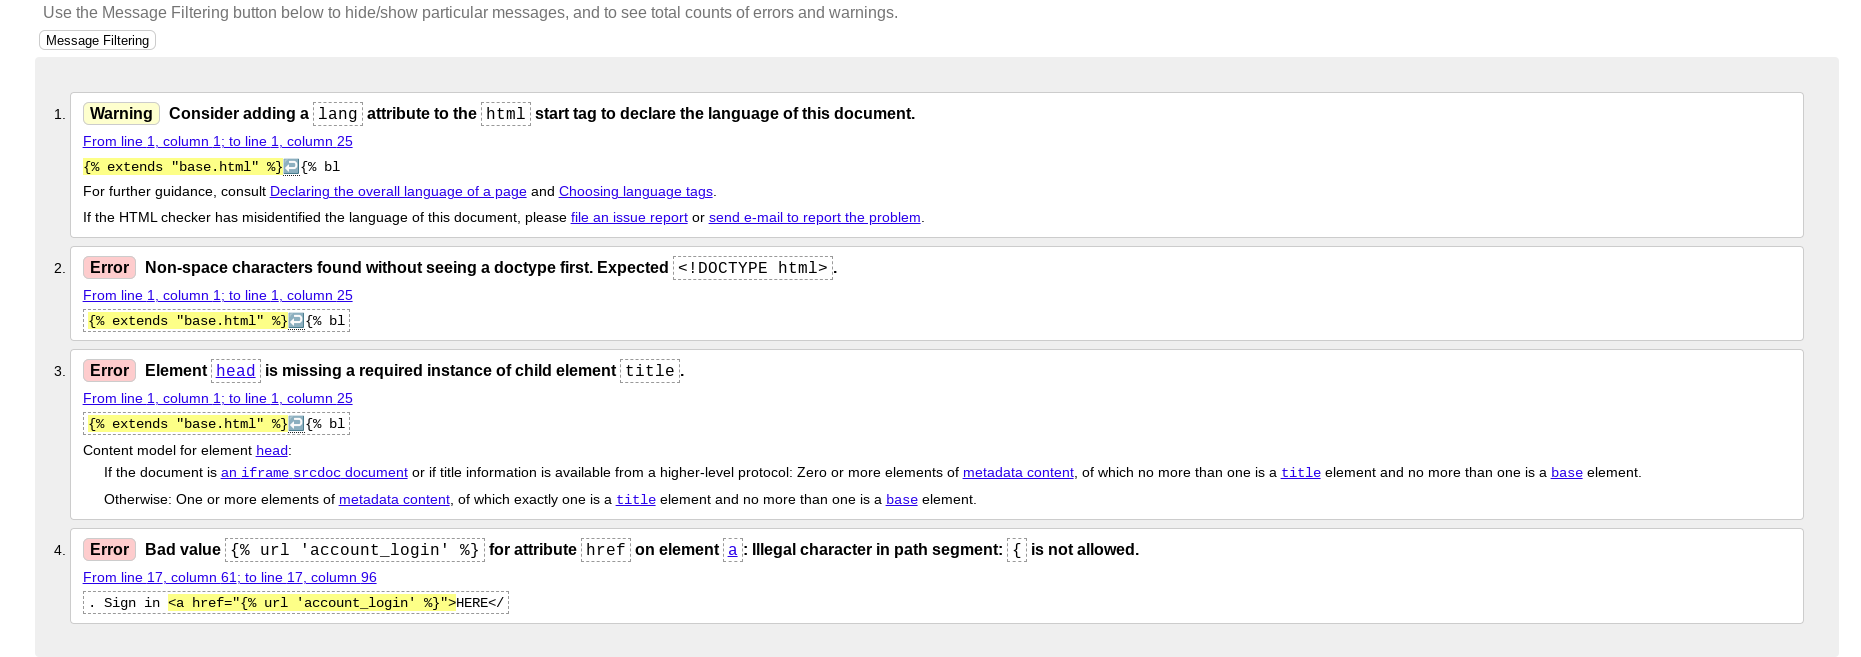 Use the Message Filtering button below to hide/show particular messages, and to see total counts of errors and warnings.
Message Filtering
1. Warning Consider adding a lang attribute to the html start tag to declare the language of this document.
From line 1, column 1; to line 1, column 25
{% extends "base.html" %}↩{% bl
For further guidance, consult Declaring the overall language of a page and Choosing language tags.
If the HTML checker has misidentified the language of this document, please file an issue report or send e-mail to report the problem.
2. Error Non-space characters found without seeing a doctype first. Expected <!DOCTYPE html>.
From line 1, column 1; to line 1, column 25
{% extends "base.html" %}↩{% bl
3. Error Element head is missing a required instance of child element title.
From line 1, column 1; to line 1, column 25
{% extends "base.html" %}↩{% bl
Content model for element head:
If the document is an iframe srcdoc document or if title information is available from a higher-level protocol: Zero or more elements of metadata content, of which no more than one is a title element and no more than one is a base element.
Otherwise: One or more elements of metadata content, of which exactly one is a title element and no more than one is a base element.
4. Error Bad value {% url 'account_login' %} for attribute href on element a: Illegal character in path segment: { is not allowed.
From line 17, column 61; to line 17, column 96
. Sign in <a href="{% url 'account_login' %}">HERE</